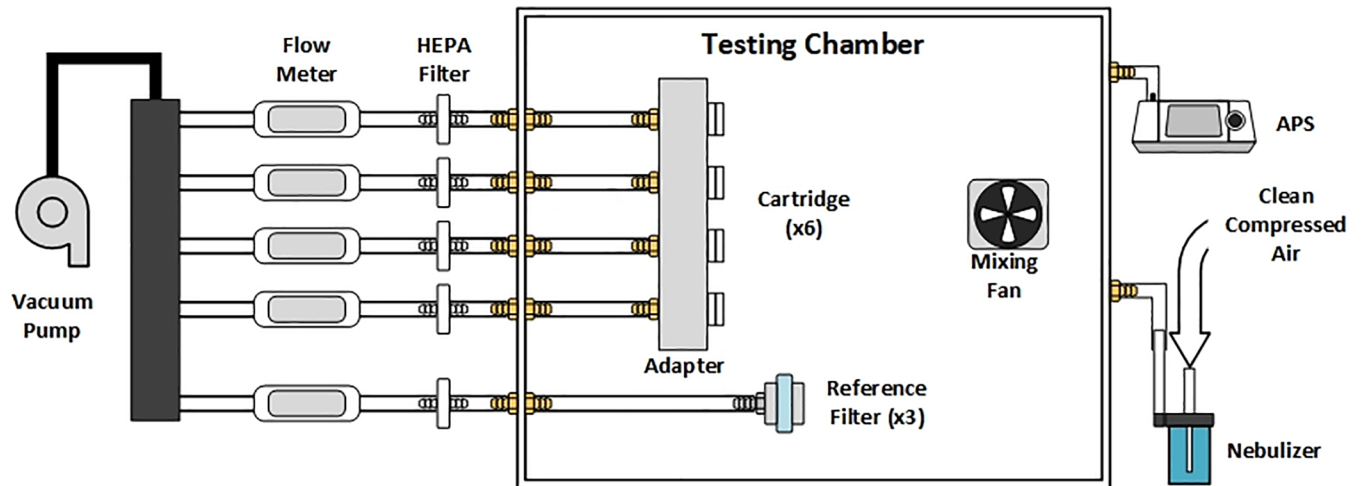 Testing Chamber
Flow
Meter
HEPA
Filter
APS
Cartridge
(x6)
Clean
Compressed
Air
Mixing
Fan
Vacuum
Pump
Adapter
Reference
Filter (x3)
Nebulizer